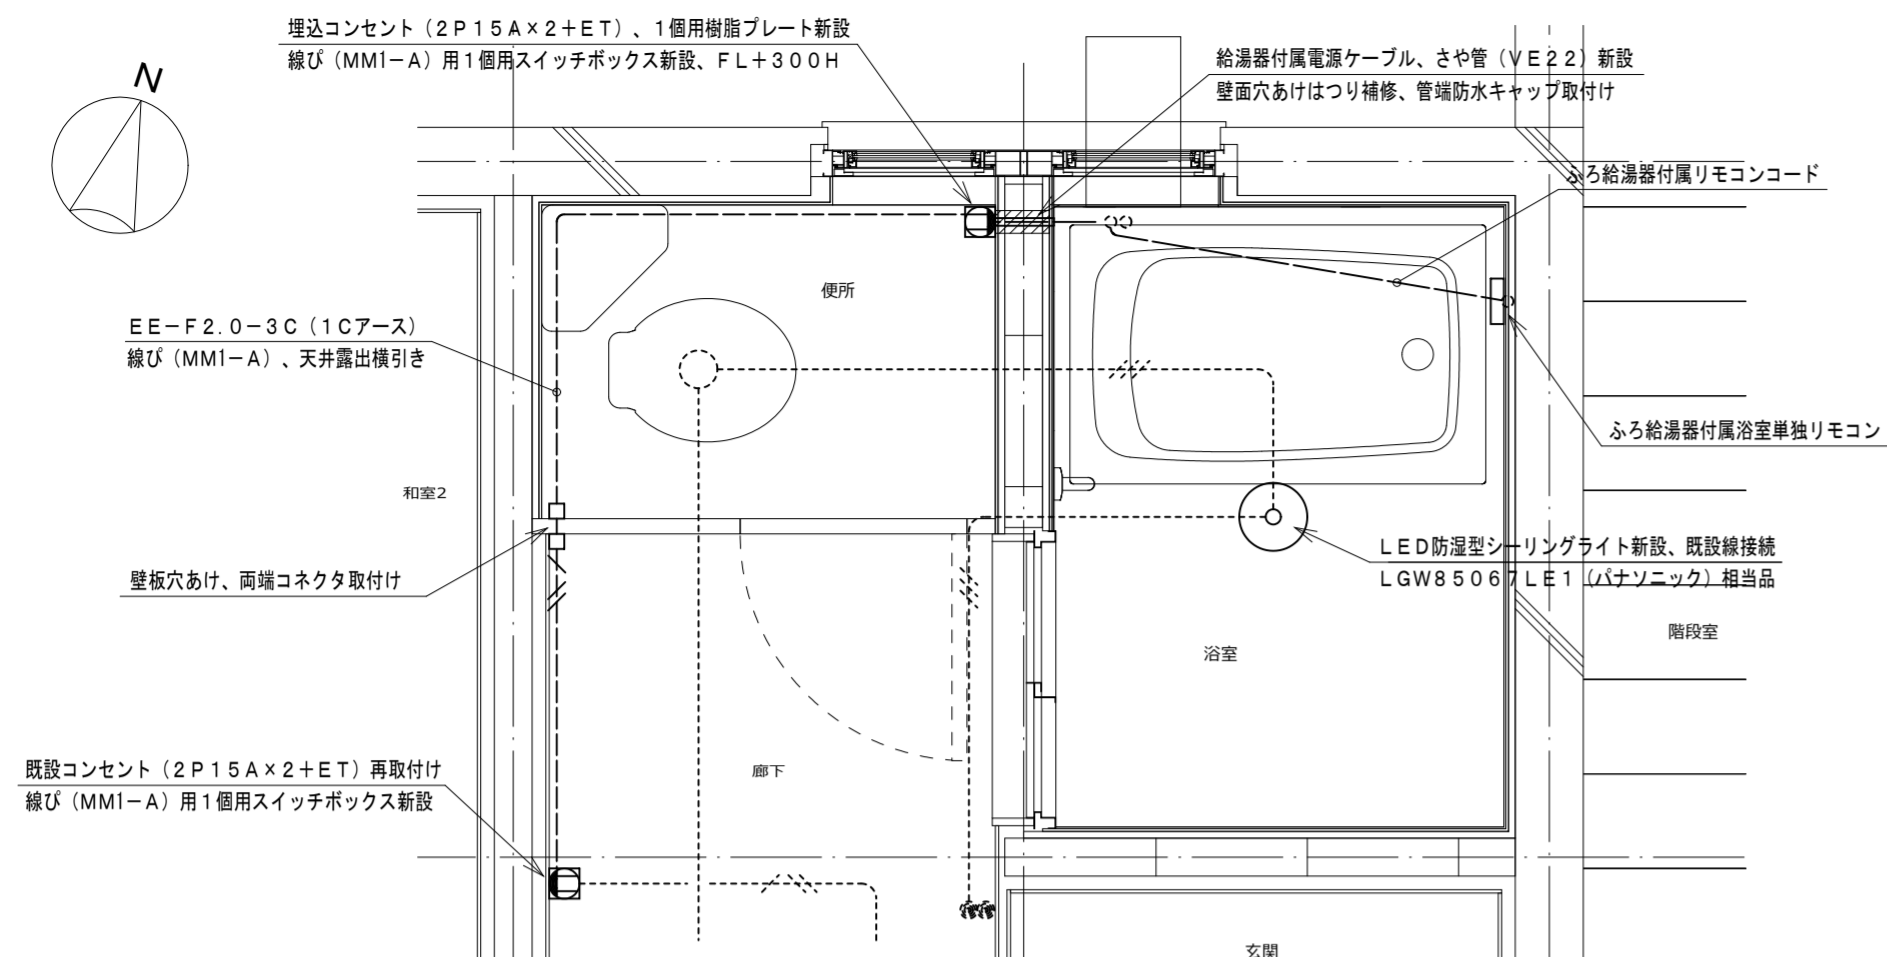 埋込コンセント（２Ｐ１５Ａ×２＋ＥＴ）、１個用樹脂プレート新設
線ぴ（MM1－Ａ）用１個用スイッチボックス新設、ＦＬ＋３００Ｈ
給湯器付属電源ケーブル、さや管（ＶＥ２２）新設
壁面穴あけはつり補修、管端防水キャップ取付け
N
ふろ給湯器付属リモコンコード
便所
ＥＥ－Ｆ２.０－３Ｃ（１Ｃアース）
線ぴ（MM1－Ａ）、天井露出横引き
ふろ給湯器付属浴室単独リモコン
和室2
ＬＥＤ防湿型シーリングライト新設、既設線接続
ＬＧＷ８５０６７ＬＥ１（パナソニック）相当品
壁板穴あけ、両端コネクタ取付け
階段室
浴室
廊下
既設コンセント（２Ｐ１５Ａ×２＋ＥＴ）再取付け
線ぴ（MM1－Ａ）用１個用スイッチボックス新設
玄関